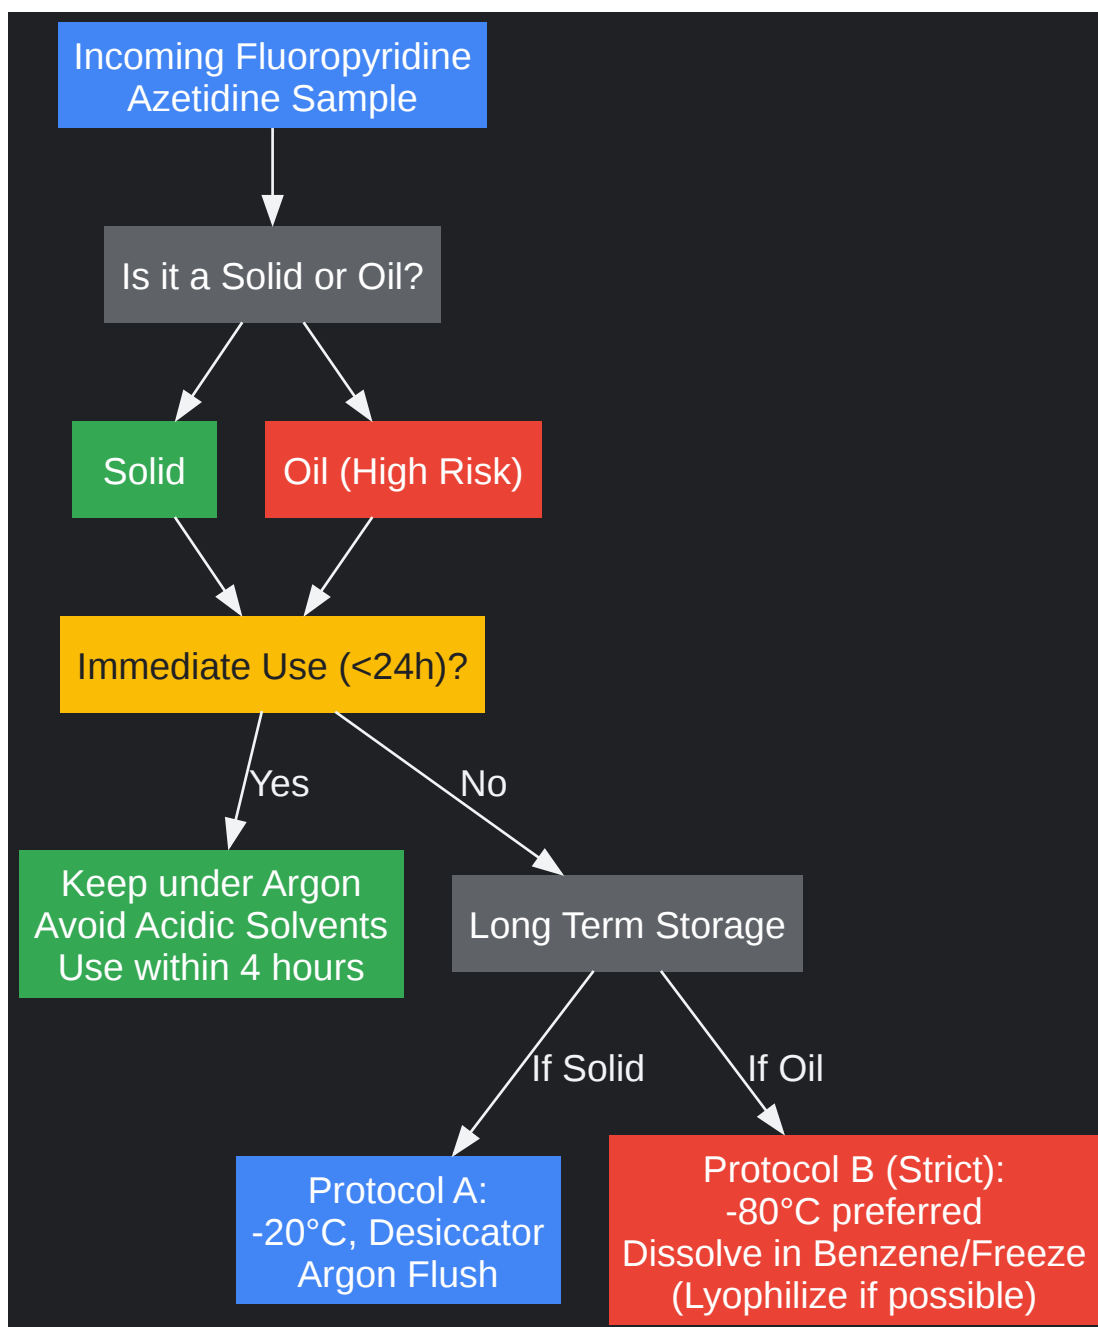 Incoming Fluoropyridine
Azetidine Sample
Is it a Solid or Oil?
Solid
Oil (High Risk)
Immediate Use (<24h)?
Yes
No
Keep under Argon
Avoid Acidic Solvents
Use within 4 hours
Long Term Storage
If Solid
If Oil
Protocol A:
-20°C, Desiccator
Argon Flush
Protocol B (Strict):
-80°C preferred
Dissolve in Benzene/Freeze
(Lyophilize if possible)